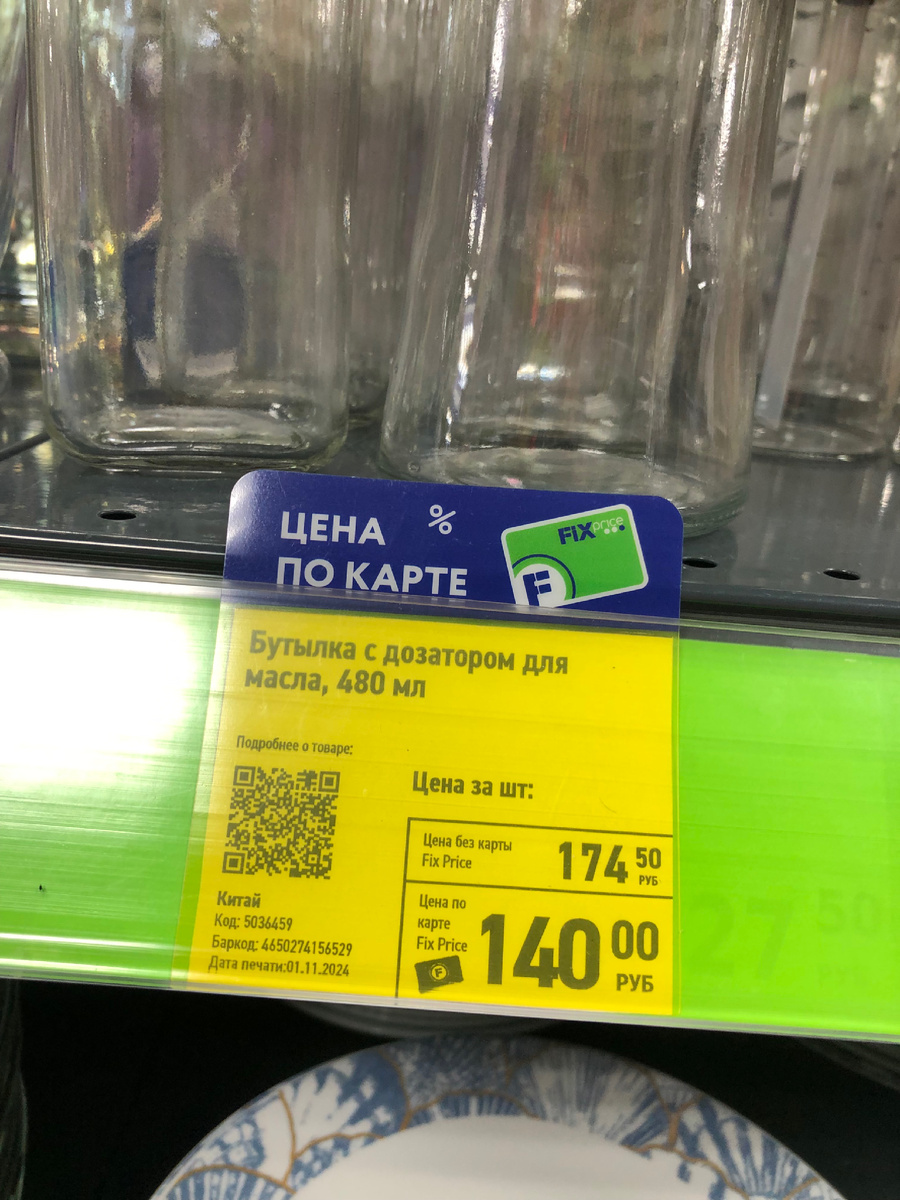 ЦЕНА %
ПО КАРТЕ
FiXprice
F
Бутылка с дозатором для
масла, 480 мл
Подробнее о товаре:
Цена за шт:
Цена без карты
Fix Price
174 50
РУБ
Цена по
карте
Fix Price
F
140 00
РУБ
Китай
Код: 5036459
Баркод: 4650274156529
Дата печати:01.11.2024